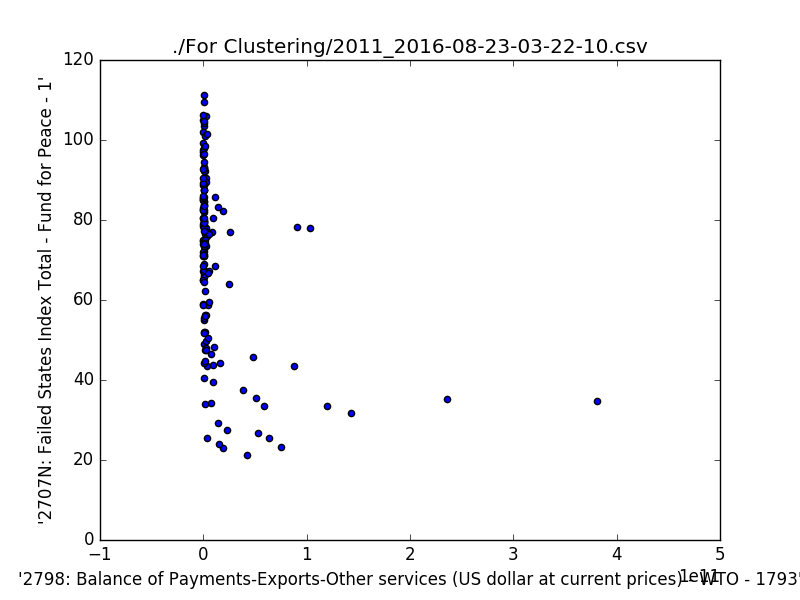 ./For Clustering/2011_2016-08-23-03-22-10.csv
'2707N: Failed States Index Total - Fund for Peace - 1'
120
100
80
60
40
20
0
−1 0 1 2 3 4 5
1e11
'2798: Balance of Payments-Exports-Other services (US dollar at current prices) - WTO - 1793'